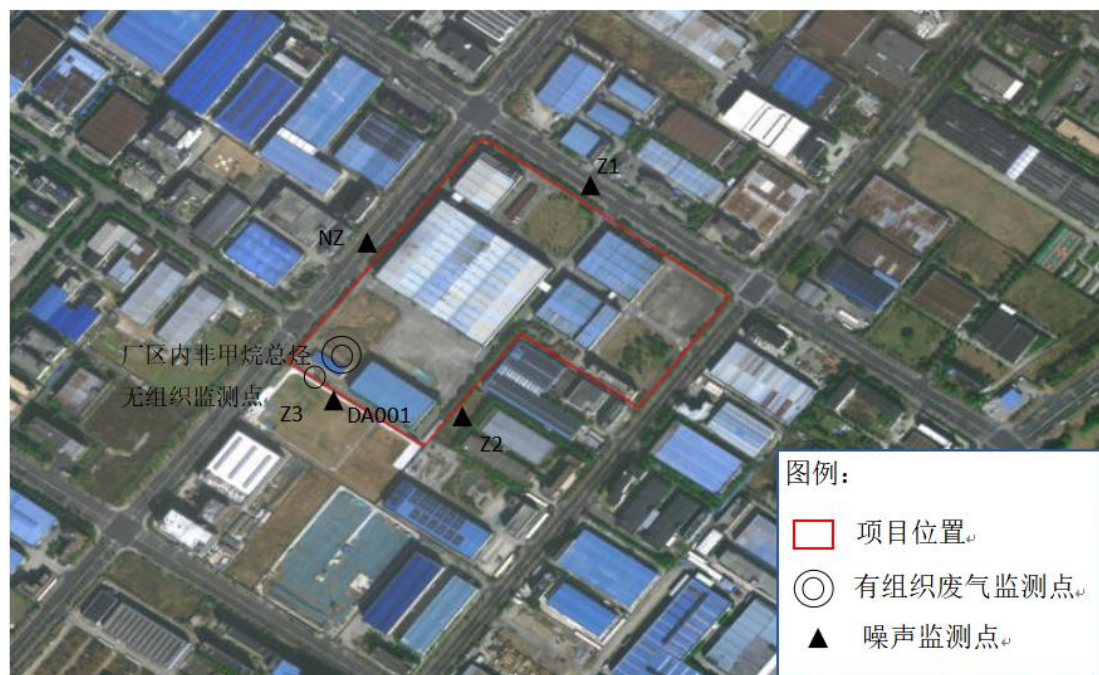 Z1
NZ
厂区内非甲烷总烃
无组织监测点
Z3
DA001
Z2
图例：
项目位置
有组织废气监测点
噪声监测点